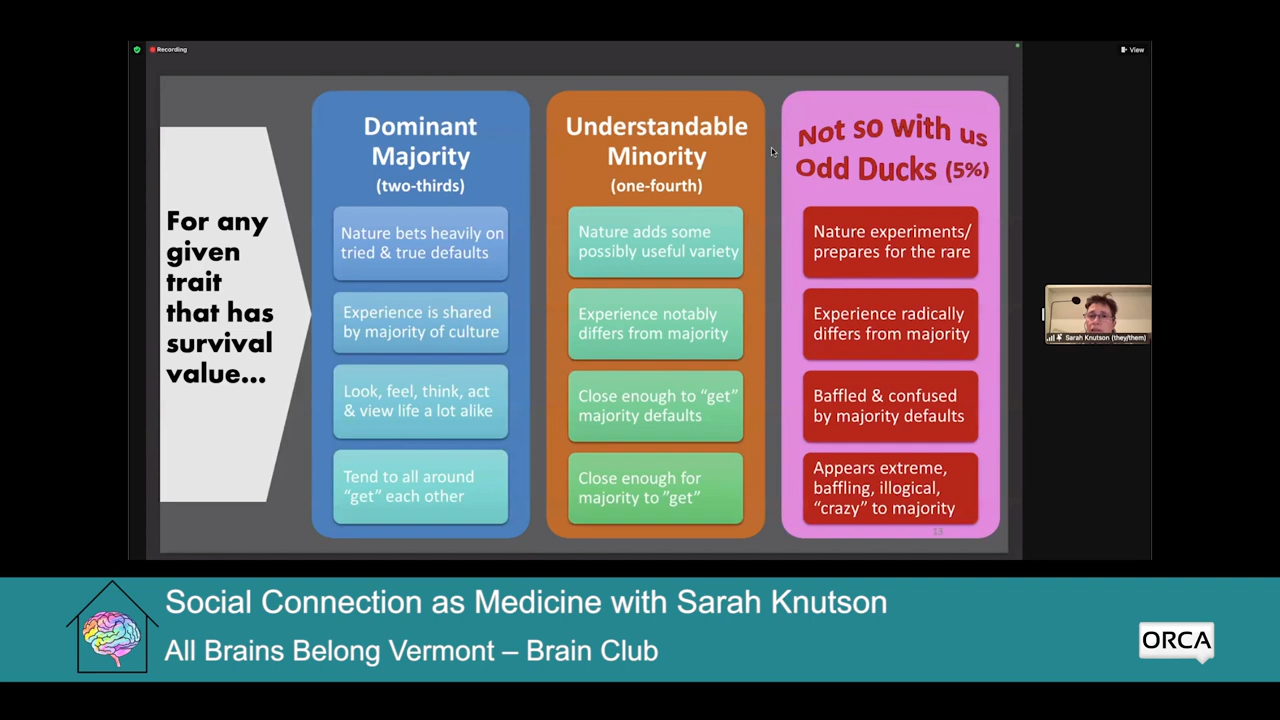 Recording
View
For any
given
trait
that has
survival
value...
Dominant
Majority
(two-thirds)
Nature bets heavily on
tried & true defaults
Experience is shared
by majority of culture
Look, feel, think, act
& view life a lot alike
Tend to all around
“get” each other
Understandable
Minority
(one-fourth)
Nature adds some
possibly useful variety
Experience notably
differs from majority
Close enough to “get”
majority defaults
Close enough for
majority to ”get”
Not so with us
Odd Ducks (5%)
Nature experiments/
prepares for the rare
Experience radically
differs from majority
Baffled & confused
by majority defaults
Appears extreme,
baffling, illogical,
“crazy” to majority
13
Sarah Knutson (they/them)
Social Connection as Medicine with Sarah Knutson
All Brains Belong Vermont – Brain Club
ORCA